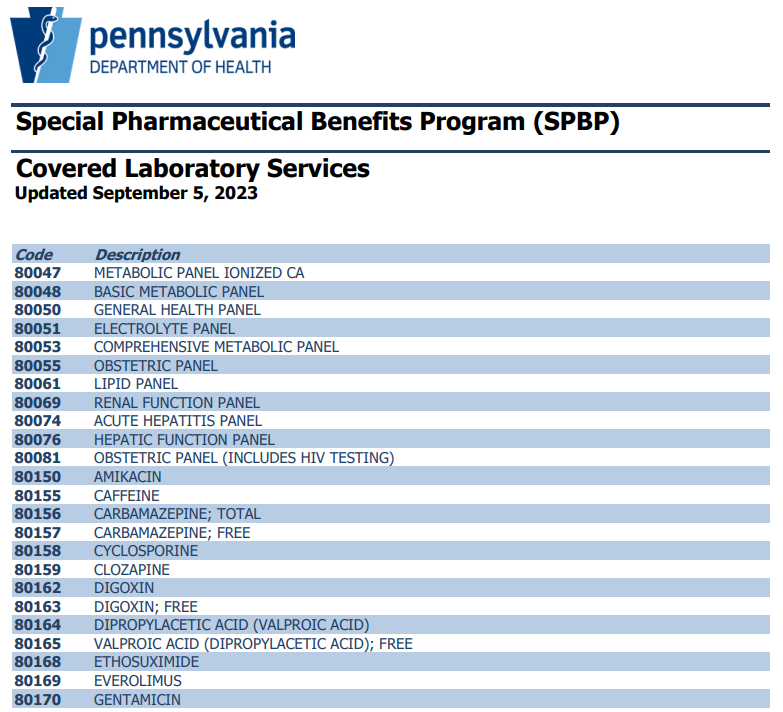 pennsylvania
DEPARTMENT OF HEALTH
Special Pharmaceutical Benefits Program (SPBP)
Covered Laboratory Services
Updated September 5, 2023
Code Description
80047 METABOLIC PANEL IONIZED CA
80048 BASIC METABOLIC PANEL
80050 GENERAL HEALTH PANEL
80051 ELECTROLYTE PANEL
80053 COMPREHENSIVE METABOLIC PANEL
80055 OBSTETRIC PANEL
80061 LIPID PANEL
80069 RENAL FUNCTION PANEL
80074 ACUTE HEPATITIS PANEL
80076 HEPATIC FUNCTION PANEL
80081 OBSTETRIC PANEL (INCLUDES HIV TESTING)
80150 AMIKACIN
80155 CAFFEINE
80156 CARBAMAZEPINE; TOTAL
80157 CARBAMAZEPINE; FREE
80158 CYCLOSPORINE
80159 CLOZAPINE
80162 DIGOXIN
80163 DIGOXIN; FREE
80164 DIPROPYLACETIC ACID (VALPROIC ACID)
80165 VALPROIC ACID (DIPROPYLACETIC ACID); FREE
80168 ETHOSUXIMIDE
80169 EVEROLIMUS
80170 GENTAMICIN